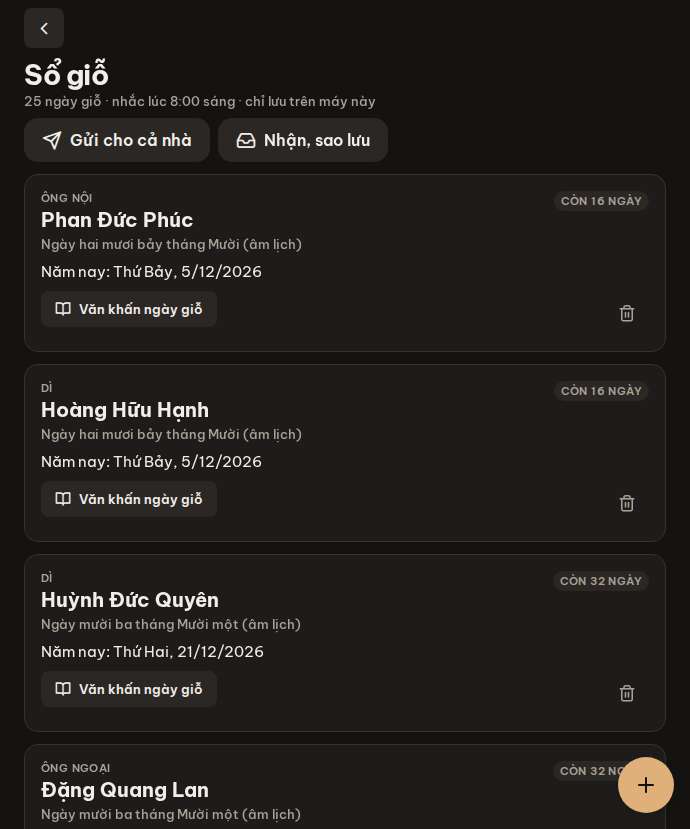 Sổ giỗ
25 ngày giỗ · nhắc lúc 8:00 sáng · chỉ lưu trên máy này
Gửi cho cả nhà
Nhận, sao lưu
ÔNG NỘI
CÒN 16 NGÀY
Phan Đức Phúc
Ngày hai mươi bảy tháng Mười (âm lịch)
Năm nay: Thứ Bảy, 5/12/2026
Văn khấn ngày giỗ
DÌ
CÒN 16 NGÀY
Hoàng Hữu Hạnh
Ngày hai mươi bảy tháng Mười (âm lịch)
Năm nay: Thứ Bảy, 5/12/2026
Văn khấn ngày giỗ
DÌ
CÒN 32 NGÀY
Huỳnh Đức Quyên
Ngày mười ba tháng Mười một (âm lịch)
Năm nay: Thứ Hai, 21/12/2026
Văn khấn ngày giỗ
ÔNG NGOẠI
CÒN 32
Đặng Quang Lan
Ngày mười ba tháng Mười một (âm lịch)